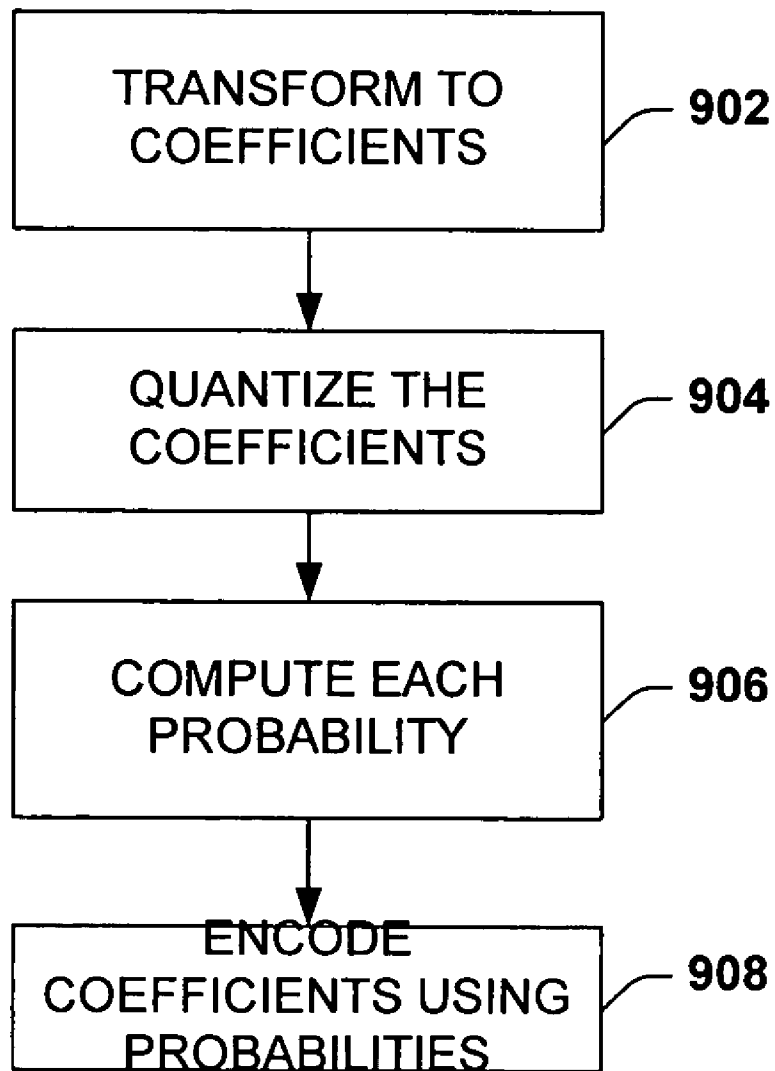 TRANSFORM TO
COEFFICIENTS
902
QUANTIZE THE
COEFFICIENTS
904
COMPUTE EACH
PROBABILITY
906
ENCODE
COEFFICIENTS USING
PROBABILITIES
908